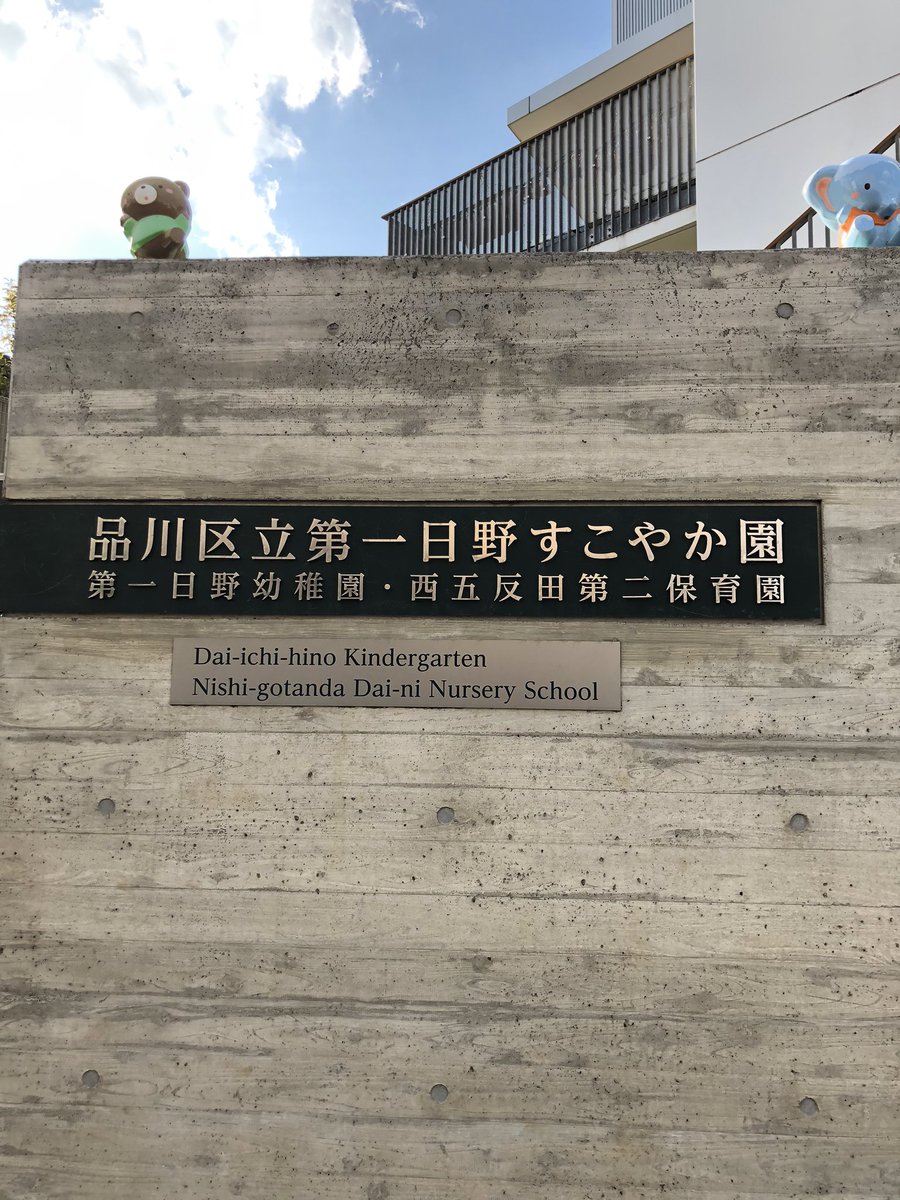 品川区立第一日野すこやか園
第一日野幼稚園・西五反田第二保育園
Dai-ichi-hino Kindergarten
Nishi-gotanda Dai-ni Nursery School